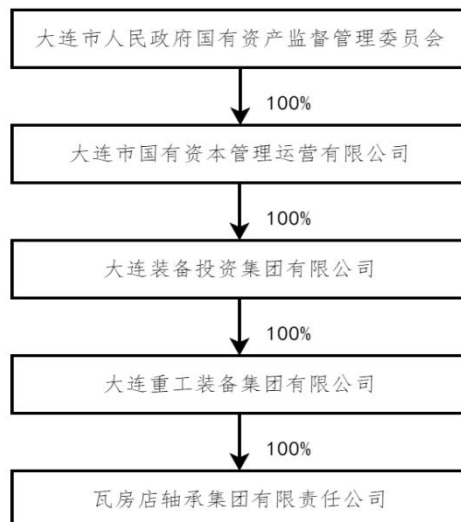 大连市人民政府国有资产监督管理委员会
100%
大连市国有资本管理运营有限公司
100%
大连装备投资集团有限公司
100%
大连重工装备集团有限公司
100%
瓦房店轴承集团有限责任公司